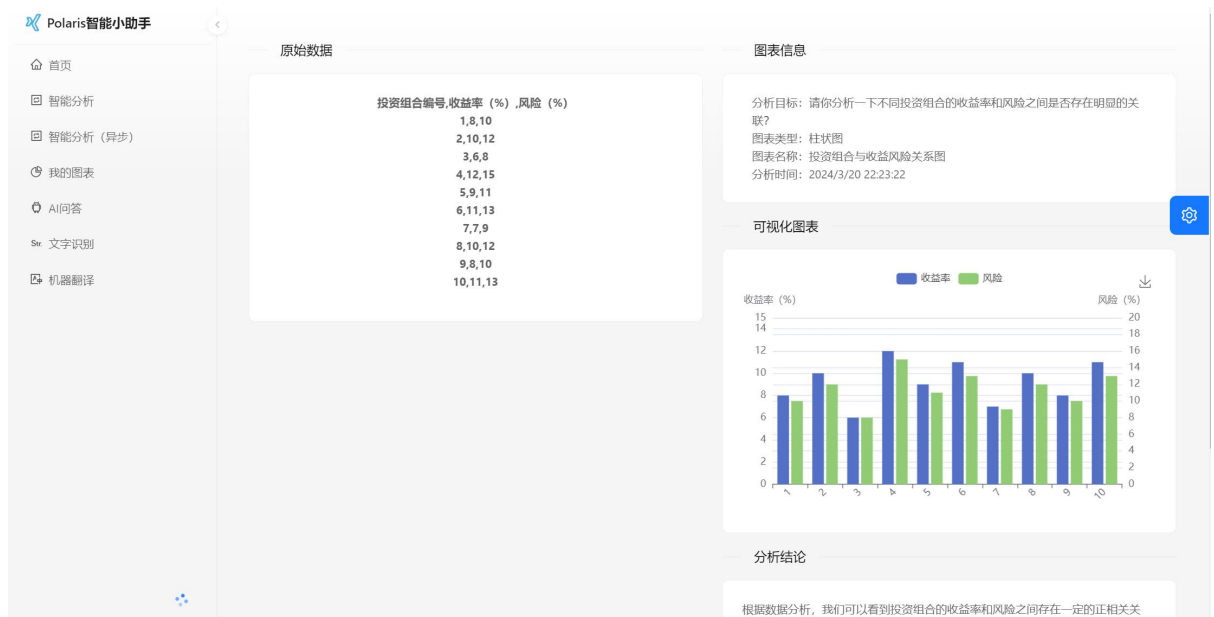 Polaris智能小助手
首页
智能分析
智能分析（异步）
我的图表
AI问答
Str. 文字识别
机器翻译
原始数据
投资组合编号,收益率（%）,风险（%）
1,8,10
2,10,12
3,6,8
4,12,15
5,9,11
6,11,13
7,7,9
8,10,12
9,8,10
10,11,13
图表信息
分析目标：请你分析一下不同投资组合的收益率和风险之间是否存在明显的关
联?
图表类型：柱状图
图表名称：投资组合与收益风险关系图
分析时间：2024/3/20 22:23:22
可视化图表
收益率 风险
收益率（%） 风险（%）
15 20
14 18
12 16
10 14
12
8 10
6 8
4 6
4
2 2
0 0
1 2 3 4 5 6 7 8 9 10
分析结论
根据数据分析，我们可以看到投资组合的收益率和风险之间存在一定的正相关关